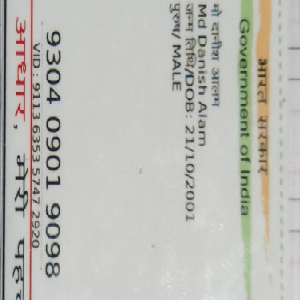 भारत सरकार
Government of India
मो दानीश आलम
Md Danish Alam
जन्म तिथि/DOB: 21/10/2001
पुरुष/ MALE
9304 0901 9098
VID : 9113 6353 5747 2920
आधार, मेरी पहच